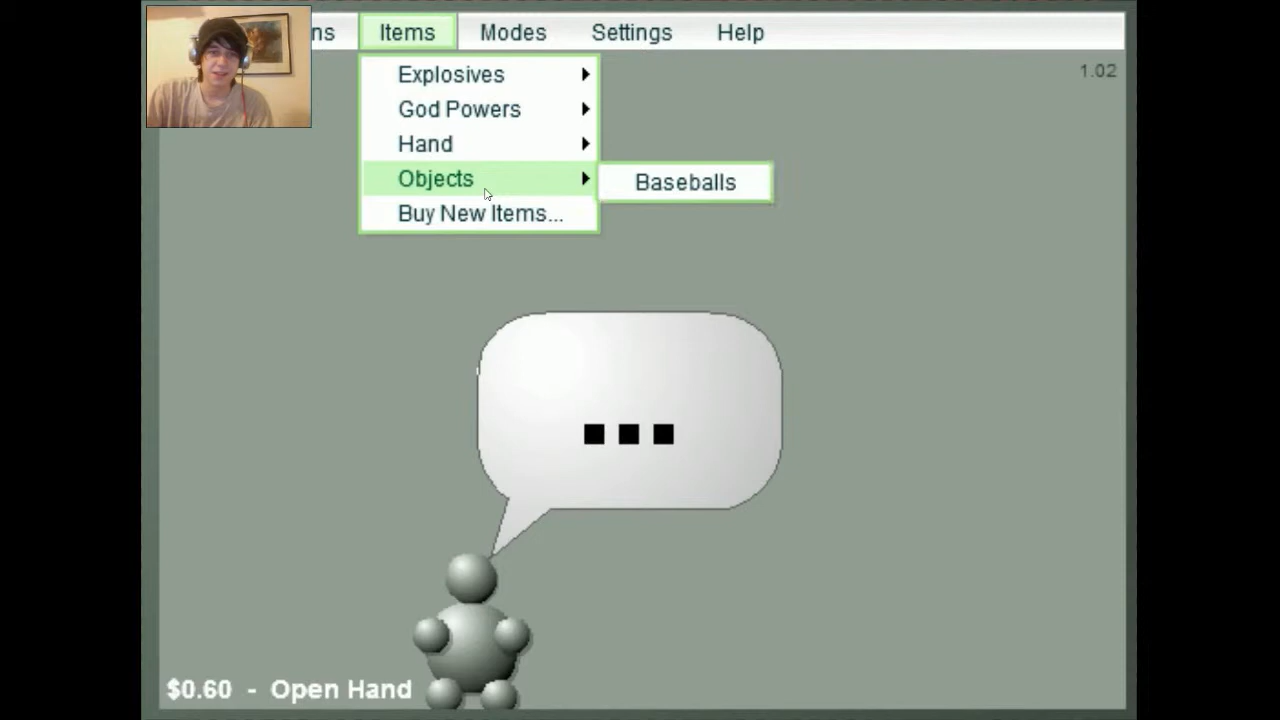 ns Items Modes Settings Help
1.02
Explosives
God Powers
Hand
Objects
Baseballs
Buy New Items...
...
$0.60 - Open Hand